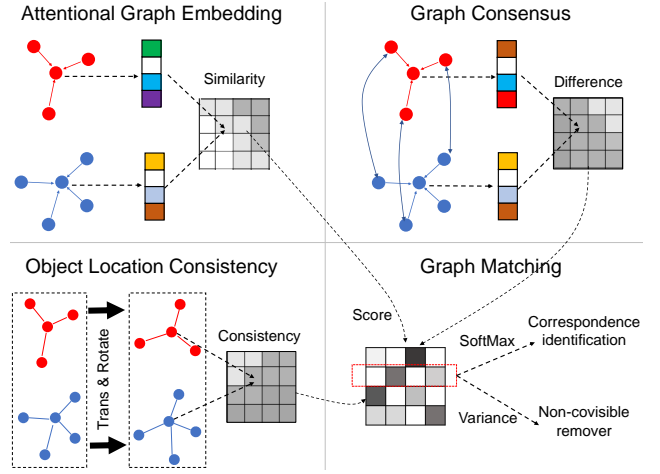 Attentional Graph Embedding
Similarity
Graph Consensus
Difference
Object Location Consistency
Trans & Rotate
Consistency
Graph Matching
Score
SoftMax
Variance
Correspondence
identification
Non-covisible
remover